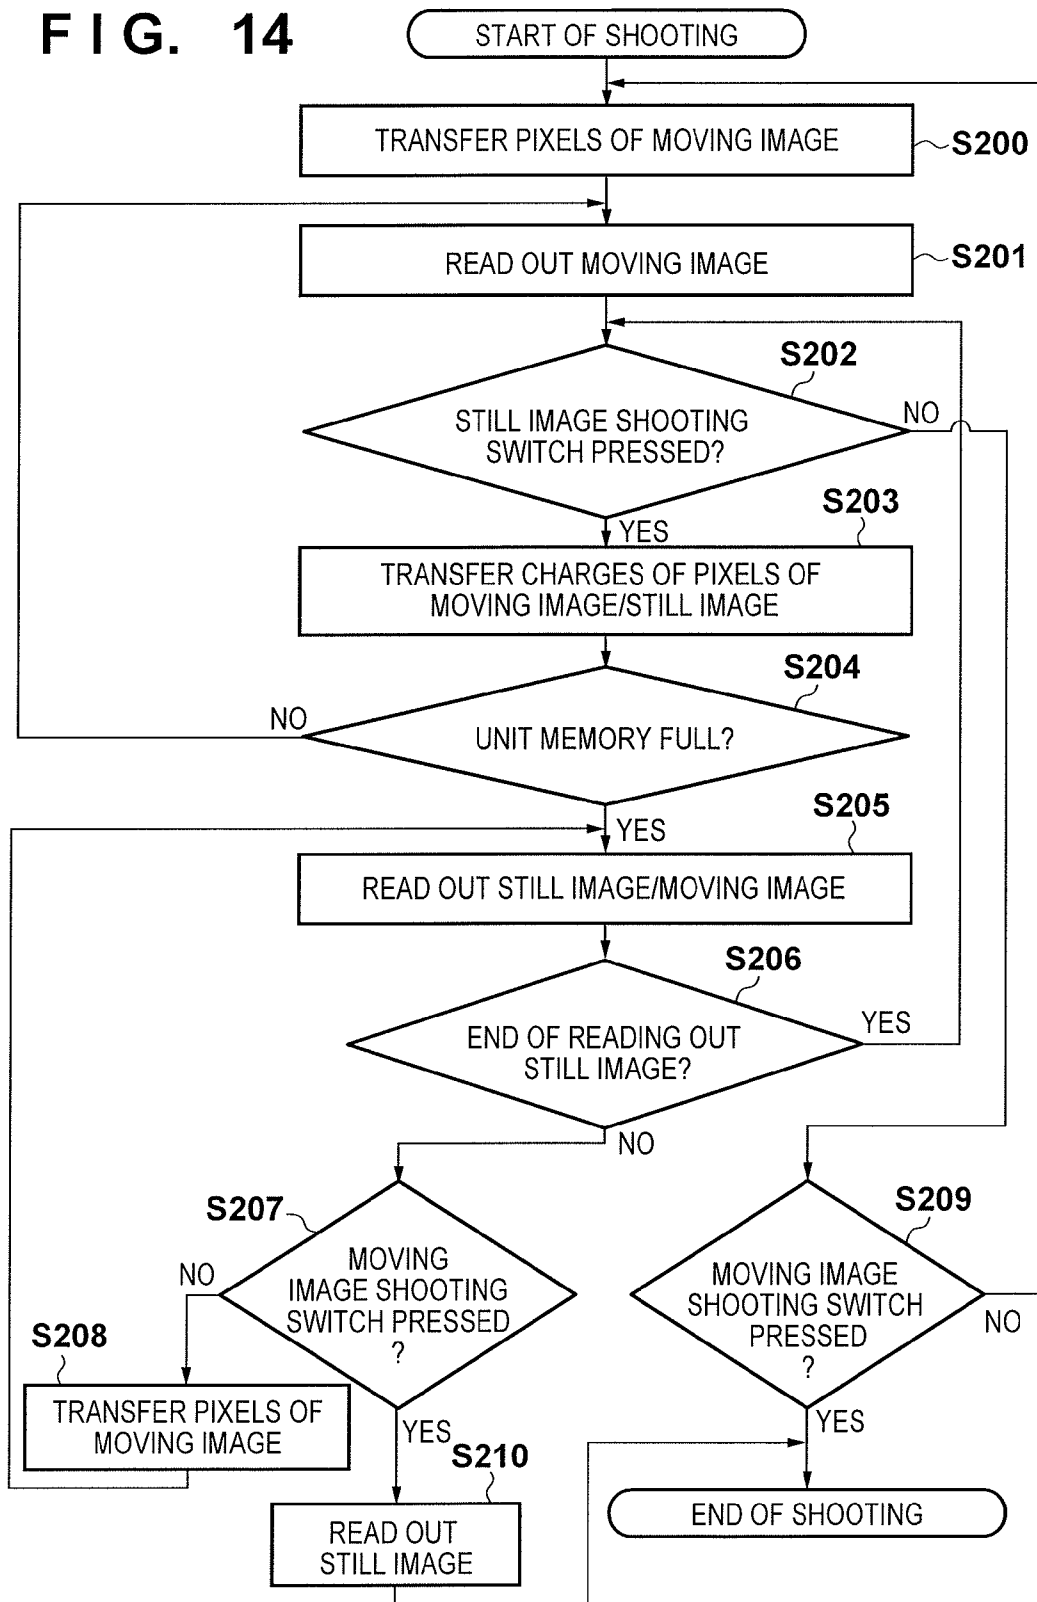 FIG. 14
START OF SHOOTING
TRANSFER PIXELS OF MOVING IMAGE
S200
READ OUT MOVING IMAGE
S201
S202
STILL IMAGE SHOOTING
SWITCH PRESSED?
NO
YES
S203
TRANSFER CHARGES OF PIXELS OF
MOVING IMAGE/STILL IMAGE
S204
UNIT MEMORY FULL?
NO
YES
S205
READ OUT STILL IMAGE/MOVING IMAGE
S206
END OF READING OUT
STILL IMAGE?
YES
NO
S207
MOVING
IMAGE SHOOTING
SWITCH PRESSED
?
NO
YES
S208
TRANSFER PIXELS OF
MOVING IMAGE
S209
MOVING IMAGE
SHOOTING SWITCH
PRESSED
?
NO
YES
S210
READ OUT
STILL IMAGE
END OF SHOOTING